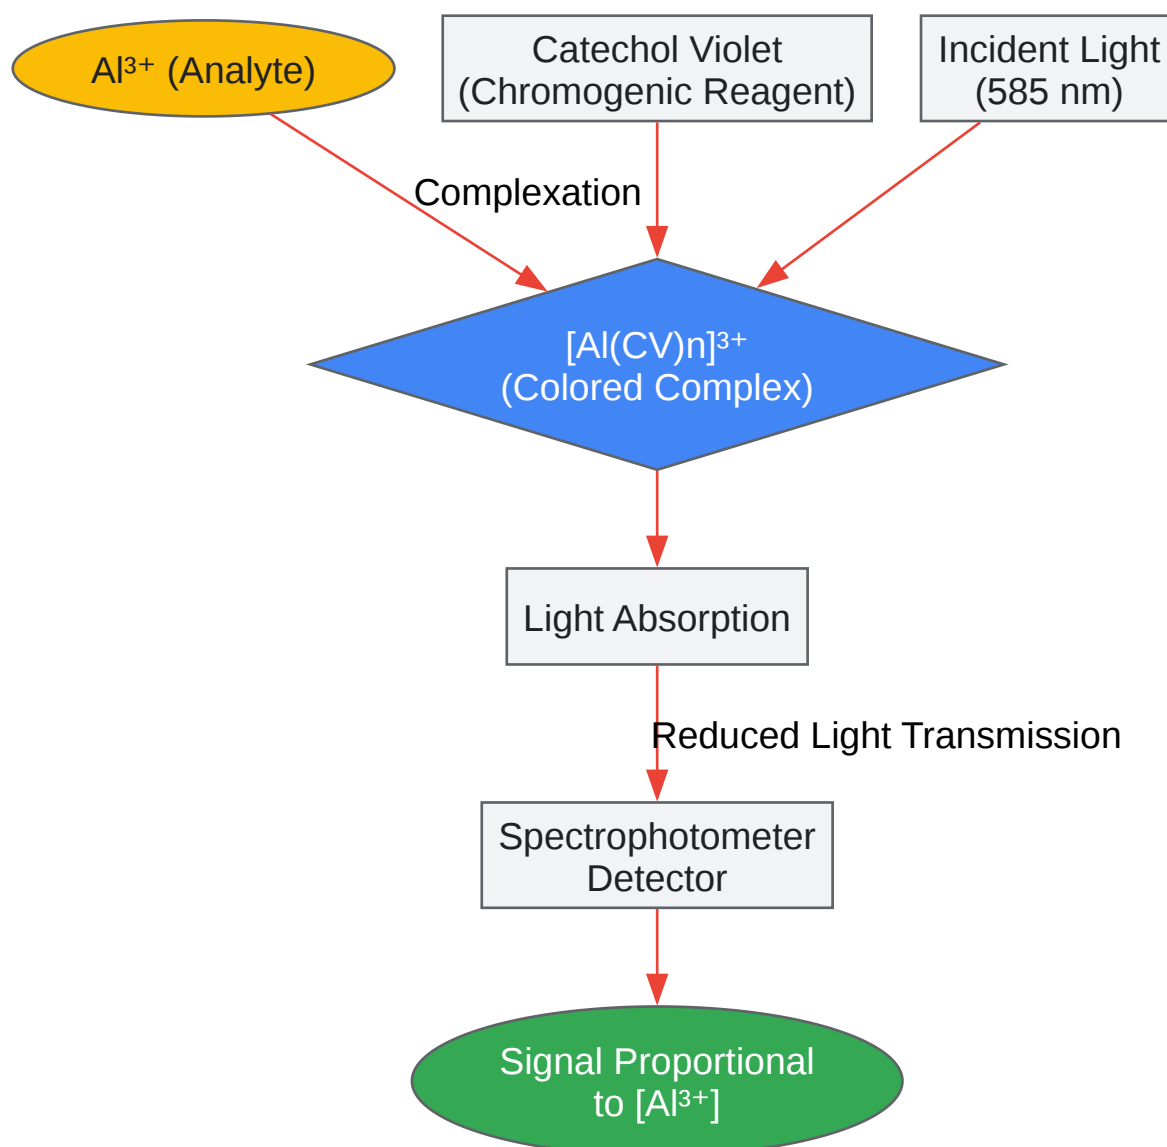 Al³⁺ (Analyte)
Catechol Violet
(Chromogenic Reagent)
Incident Light
(585 nm)
Complexation
[Al(CV)n]³⁺
(Colored Complex)
Light Absorption
Reduced Light Transmission
Spectrophotometer
Detector
Signal Proportional
to [Al³⁺]